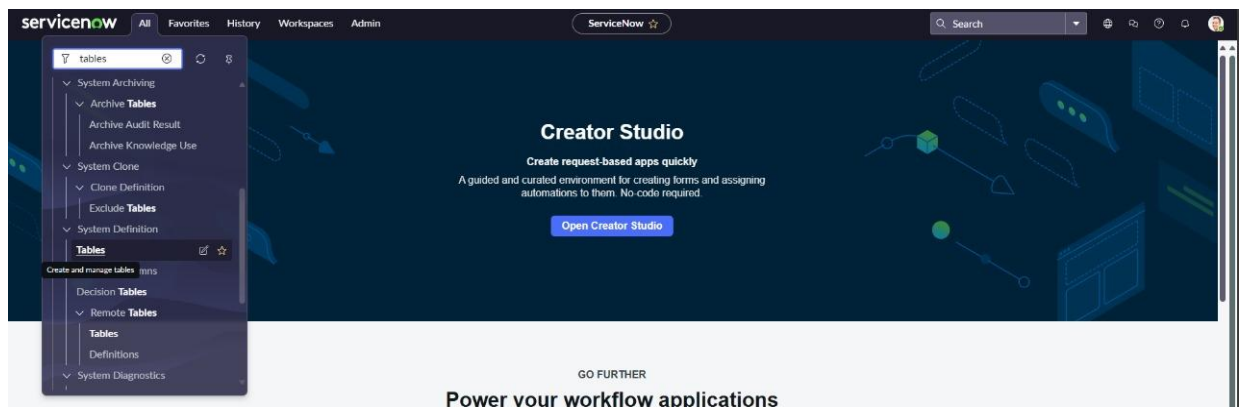 servicenow All Favorites History Workspaces Admin ServiceNow Search
tables
System Archiving
Archive Tables
Archive Audit Result
Archive Knowledge Use
System Clone
Clone Definition
Exclude Tables
System Definition
Tables
Create and manage tables mns
Decision Tables
Remote Tables
Tables
Definitions
System Diagnostics
Creator Studio
Create request-based apps quickly
A guided and curated environment for creating forms and assigning
automations to them. No-code required.
Open Creator Studio
GO FURTHER
Power your workflow applications